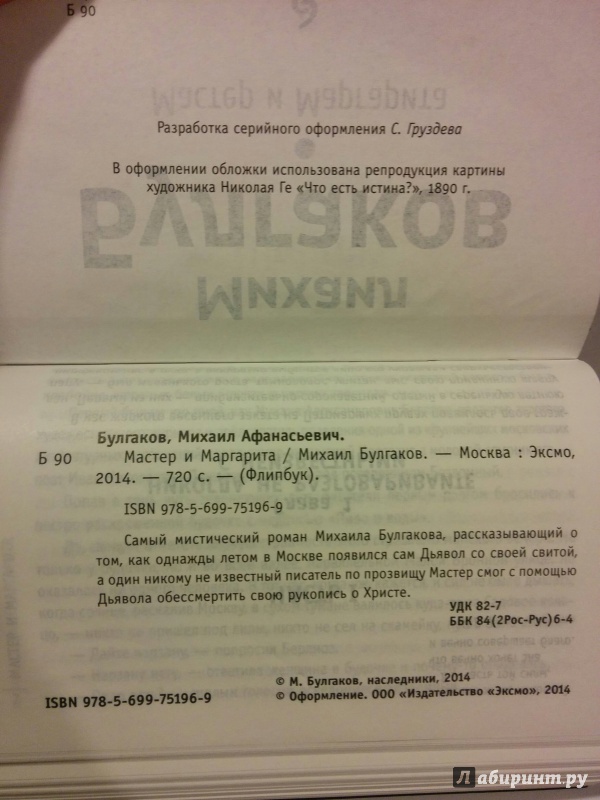 Б 90
Разработка серийного оформления С. Груздева
В оформлении обложки использована репродукция картины
художника Николая Ге «Что есть истина?», 1890 г.
Мастер и Маргарита
Булгаков
Михаил
Булгаков, Михаил Афанасьевич.
Б 90 Мастер и Маргарита / Михаил Булгаков. — Москва : Эксмо,
2014. — 720 с. — (Флипбук).
ISBN 978-5-699-75196-9
Самый мистический роман Михаила Булгакова, рассказывающий о
том, как однажды летом в Москве появился сам Дьявол со своей свитой,
а один никому не известный писатель по прозвищу Мастер смог с помощью
Дьявола обессмертить свою рукопись о Христе.
УДК 82-7
ББК 84(2Рос-Рус)6-4
© М. Булгаков, наследники, 2014
ISBN 978-5-699-75196-9 © Оформление. ООО «Издательство «Эксмо», 2014
Лабиринт.ру